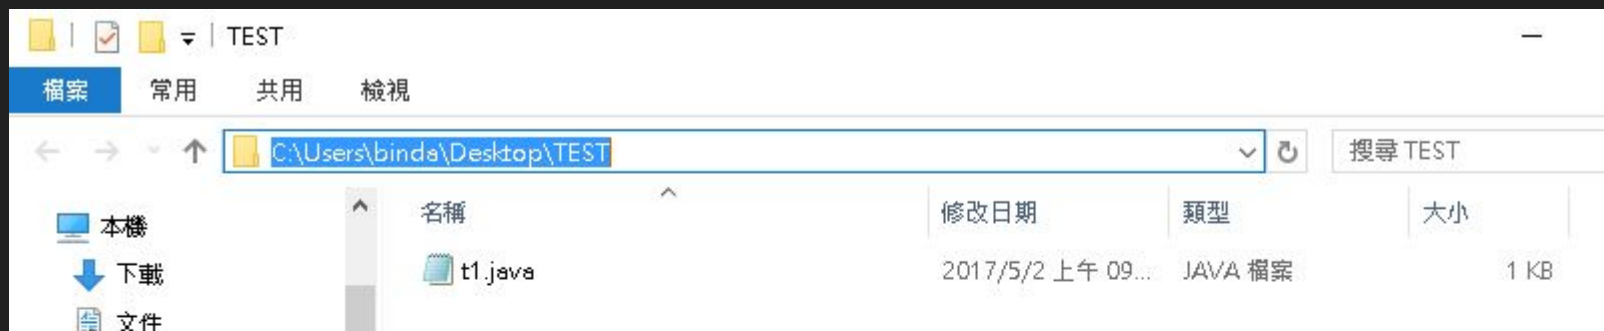 TEST
檔案 常用 共用 檢視
C:\Users\binda\Desktop\TEST 搜尋 TEST
本機 名稱 修改日期 類型 大小
下載 t1.java 2017/5/2 上午 09... JAVA 檔案 1 KB
文件